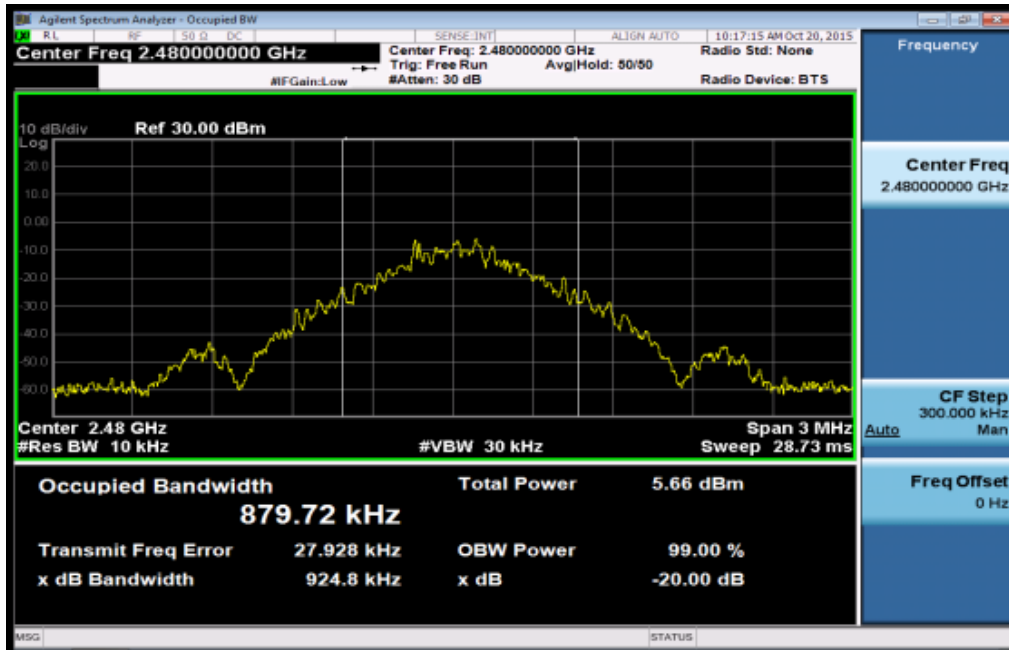 Agilent Spectrum Analyzer - Occupied BW
RL RF 50 Ω DC SENSE:INT ALIGN AUTO 10:17:15 AM Oct 20, 2015
Center Freq 2.480000000 GHz
Center Freq: 2.480000000 GHz
Radio Std: None
Trig: Free Run Avg|Hold: 50/50
#IFGain:Low
#Atten: 30 dB
Radio Device: BTS
Frequency
10 dB/div Ref 30.00 dBm
Log
20.0
10.0
0.00
-10.0
-20.0
-30.0
-40.0
-50.0
-60.0
Center 2.48 GHz
Span 3 MHz
#Res BW 10 kHz
#VBW 30 kHz
Sweep 28.73 ms
Center Freq
2.480000000 GHz
CF Step
300.000 kHz
Auto Man
Freq Offset
0 Hz
Occupied Bandwidth
Total Power 5.66 dBm
879.72 kHz
Transmit Freq Error 27.928 kHz
OBW Power 99.00 %
x dB Bandwidth 924.8 kHz
x dB -20.00 dB
MSG
STATUS